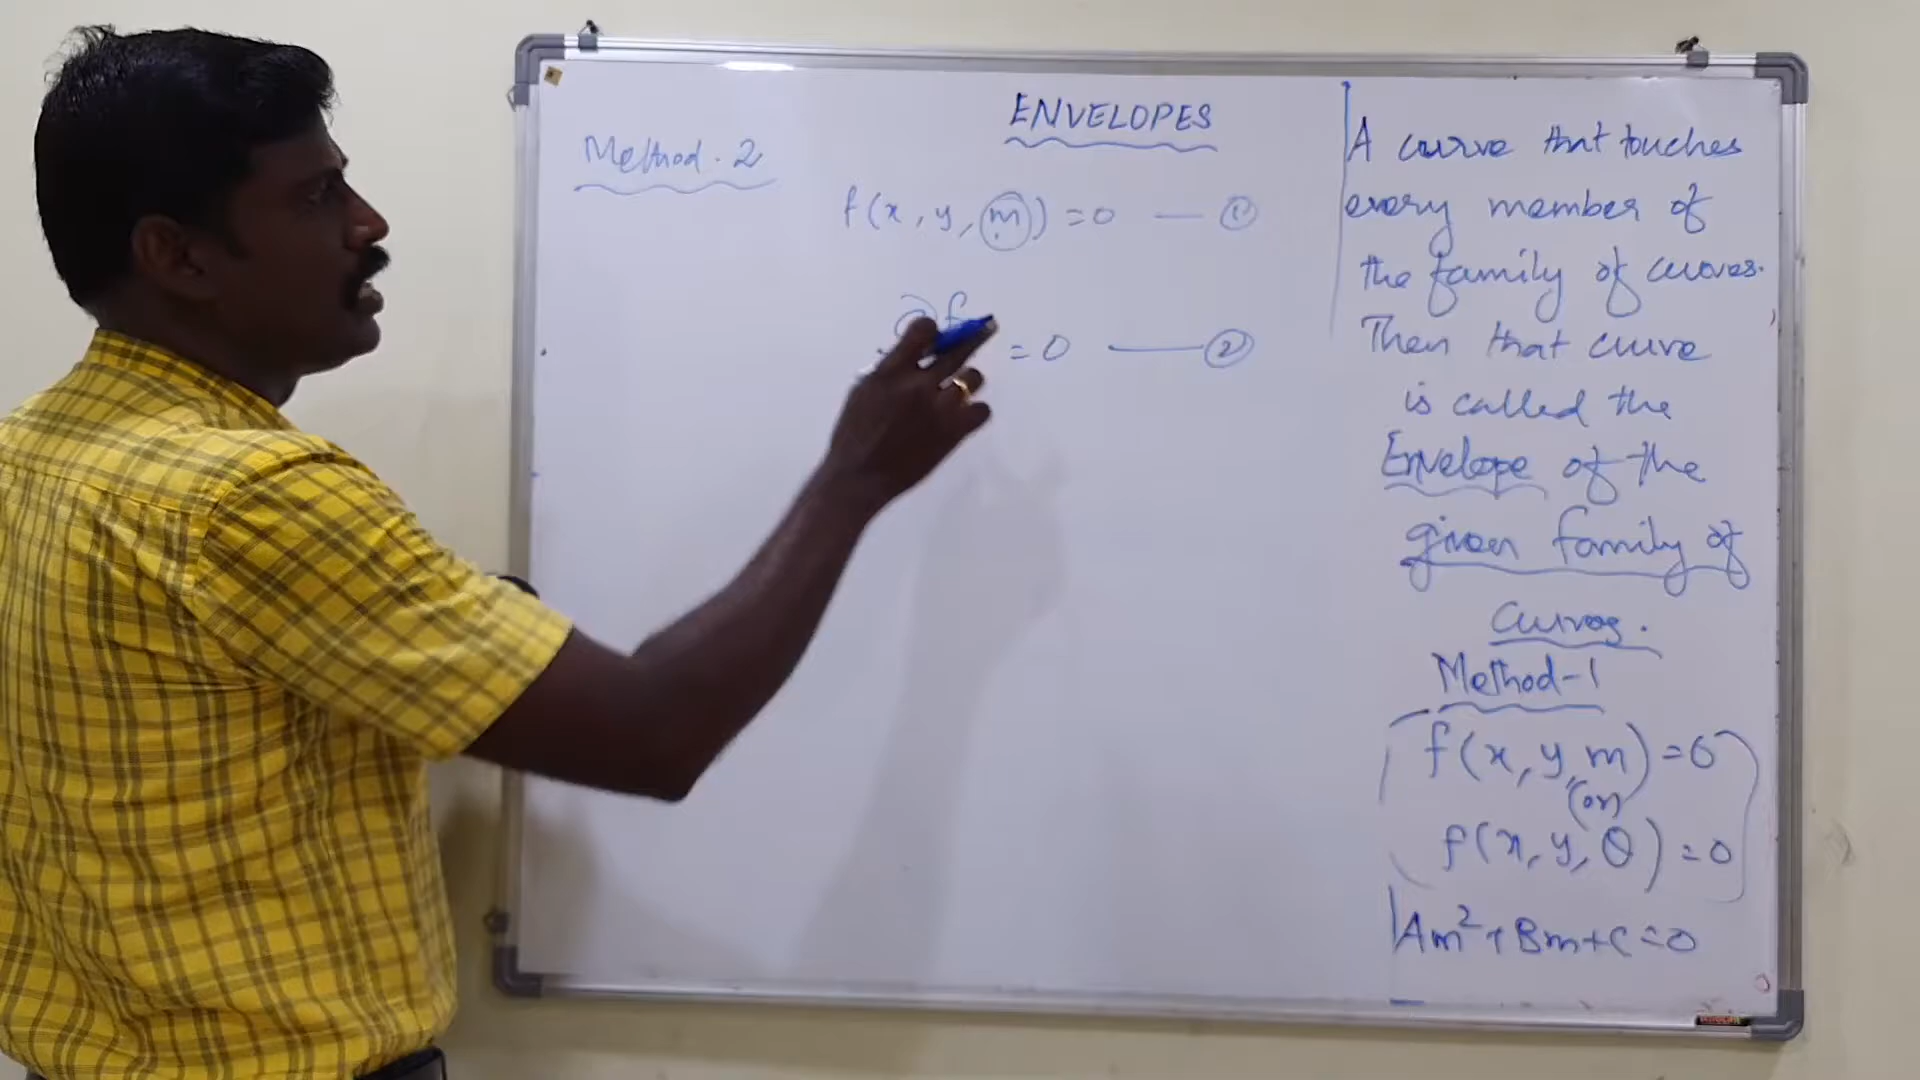 ENVELOPES
Method. 2
f(x, y, m) = 0 — ①
∂f
= 0 — ②
A curve that touches
every member of
the family of curves.
Then that curve
is called the
Envelope of the
given family of
Curves.
Method-1
f(x, y, m) = 0
(or)
f(x, y, θ) = 0
Am² + Bm + C = 0